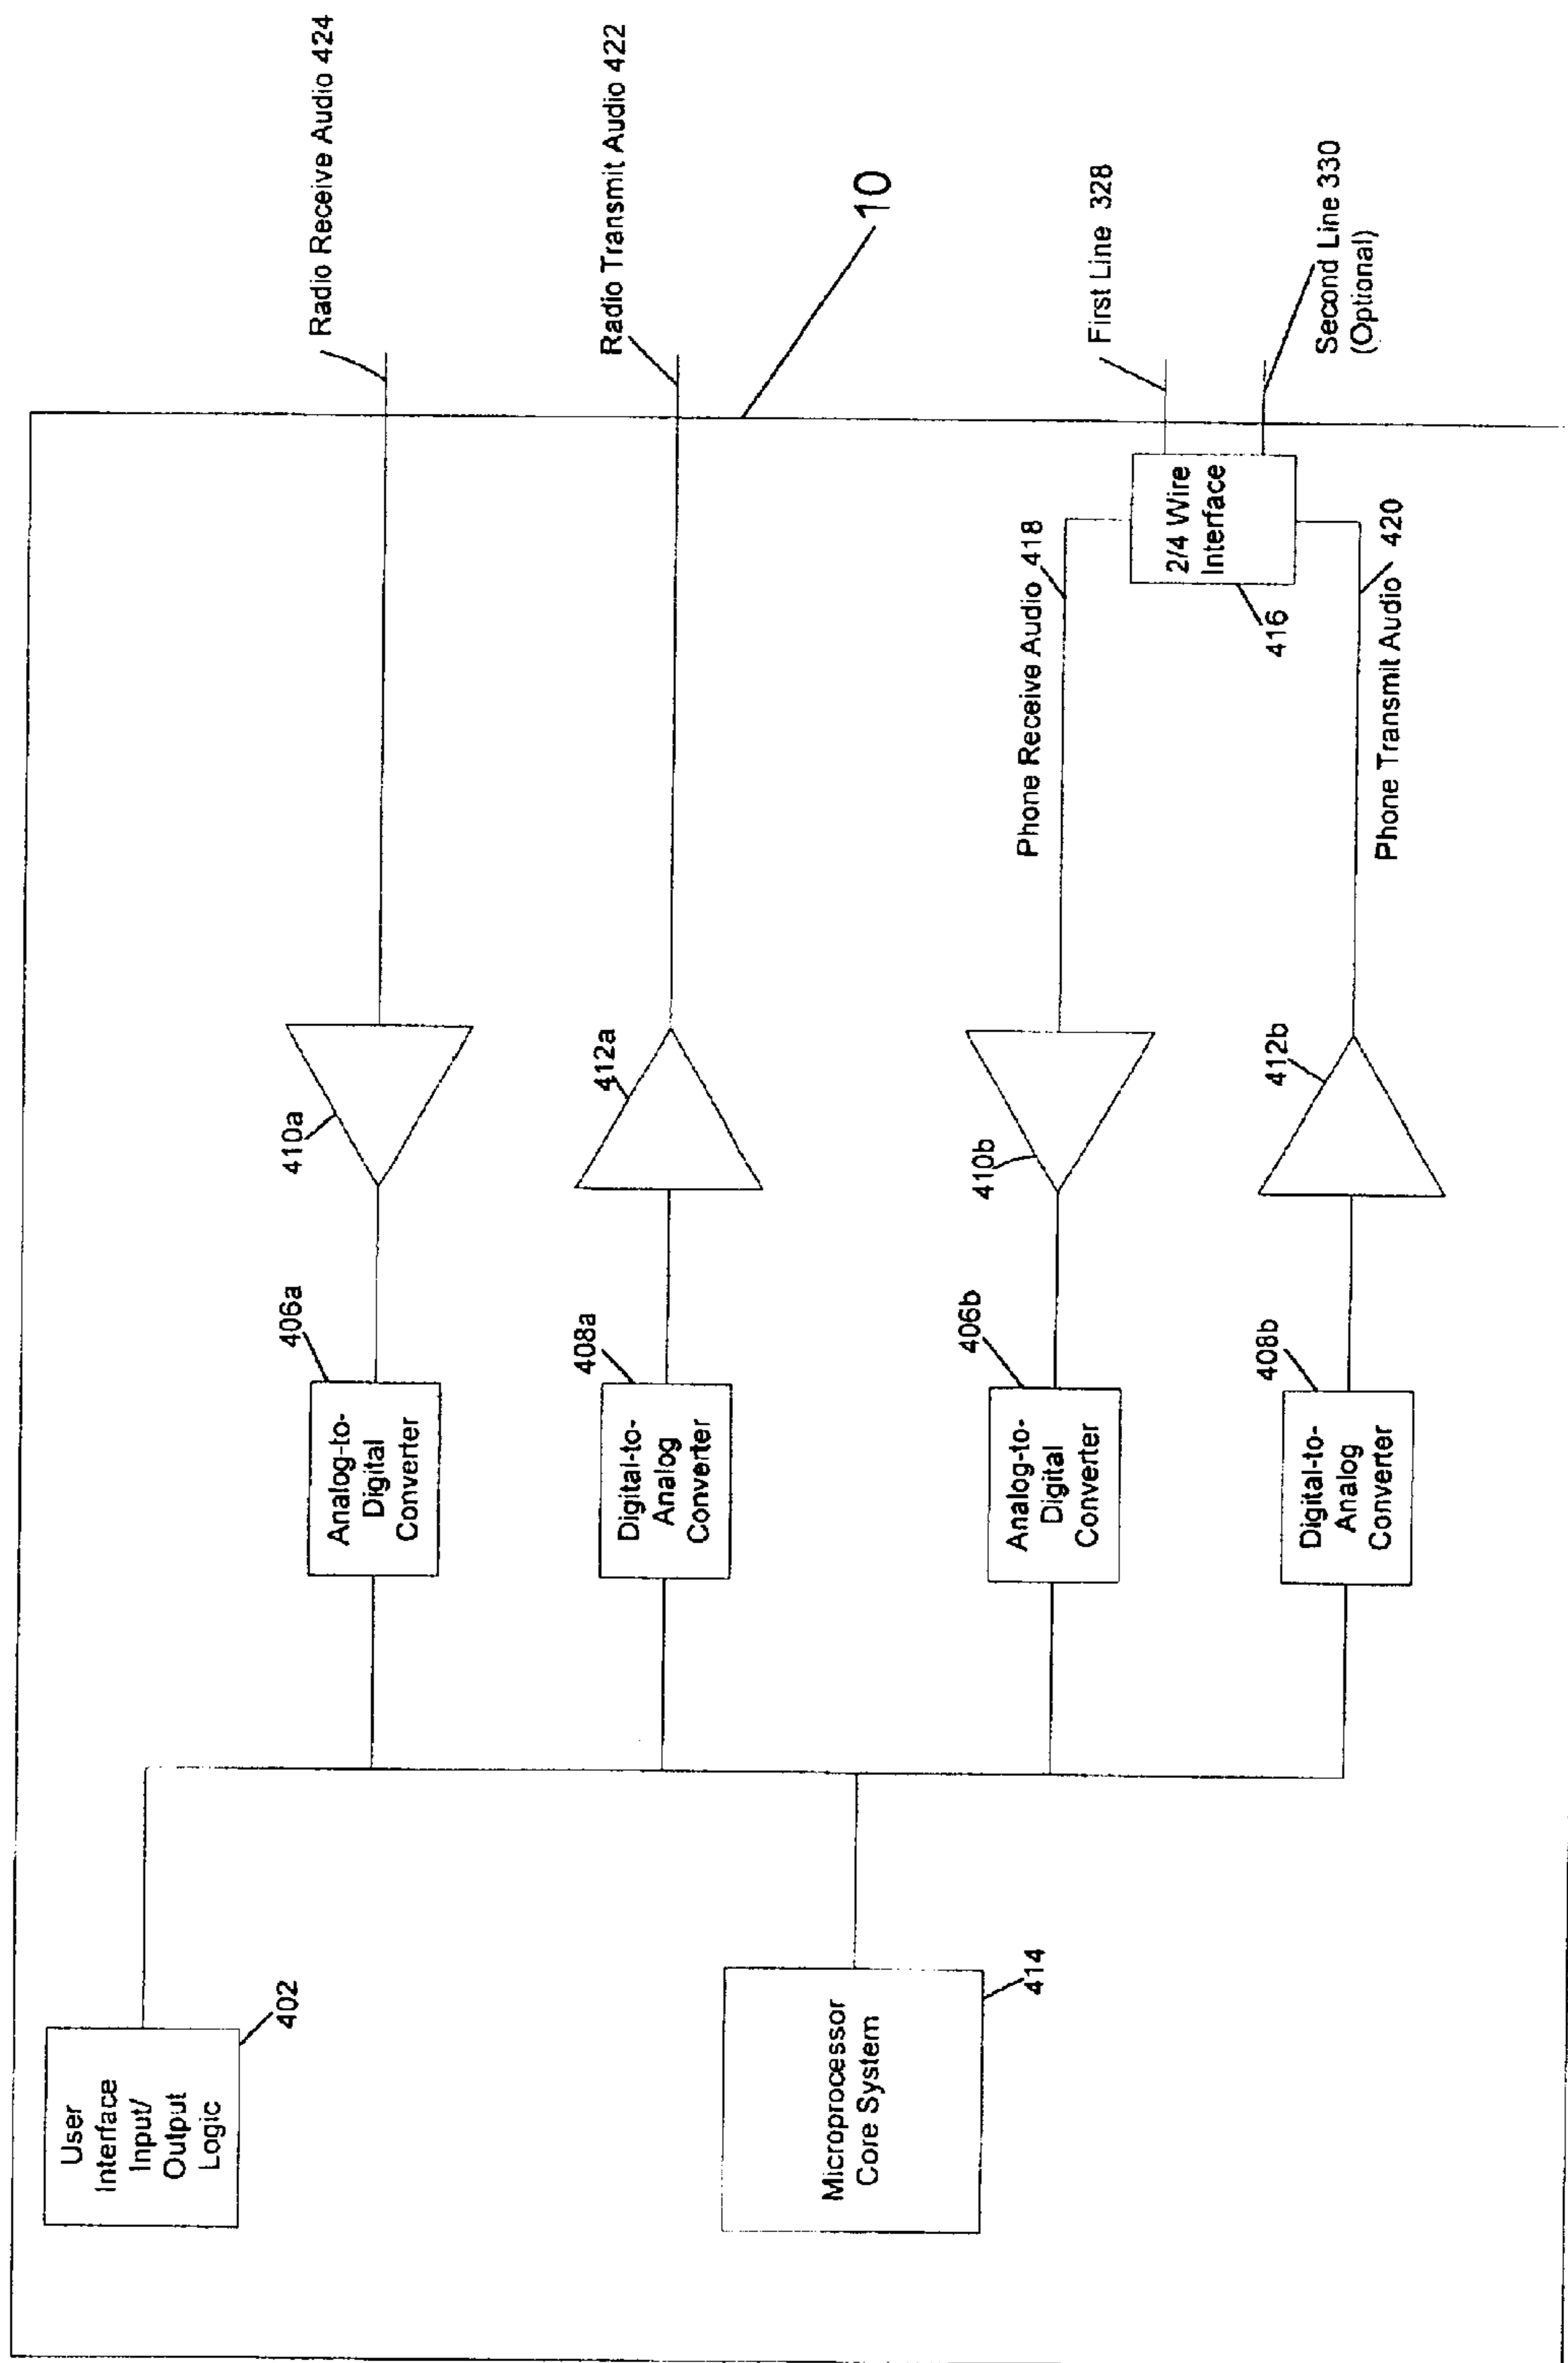 User
Interface
Input/
Output
Logic
402
Microprocessor
Core System
414
Analog-to-
Digital
Converter
406a
410a
Radio Receive Audio 424
Digital-to-
Analog
Converter
408a
412a
Radio Transmit Audio 422
10
Analog-to-
Digital
Converter
406b
410b
Phone Receive Audio 418
2/4 Wire
Interface
416
First Line 328
Second Line 330
(Optional)
Digital-to-
Analog
Converter
408b
412b
Phone Transmit Audio 420